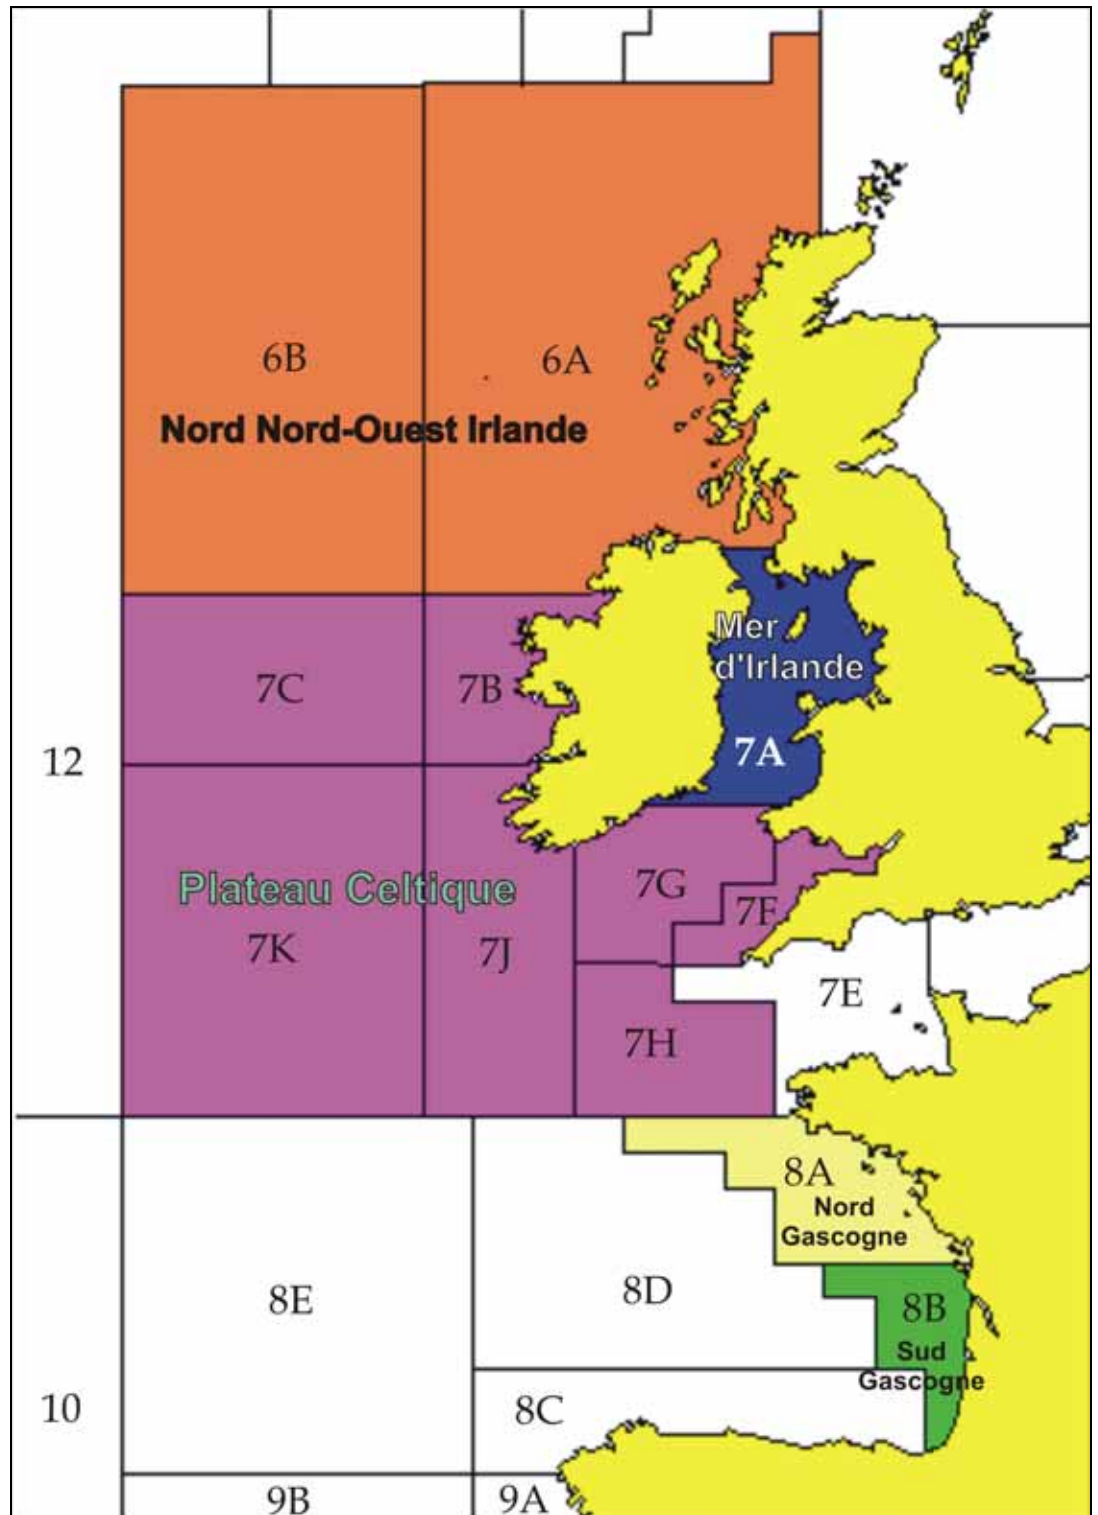 6B
6A
Nord Nord-Ouest Irlande
Mer
d'Irlande
7C
7B
7A
12
Plateau Celtique
7G
7F
7K
7J
7E
7H
8A
Nord
Gascogne
8E
8D
8B
Sud
Gascogne
10
8C
9B
9A